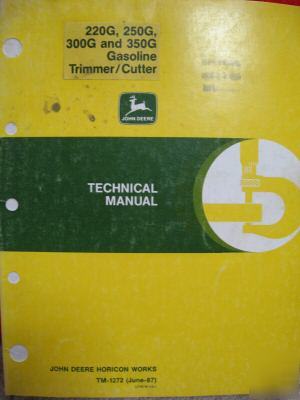 220G, 250G,
300G and 350G
Gasoline
Trimmer/Cutter
JOHN DEERE
TECHNICAL
MANUAL
JOHN DEERE HORICON WORKS
TM-1272 (June-87)